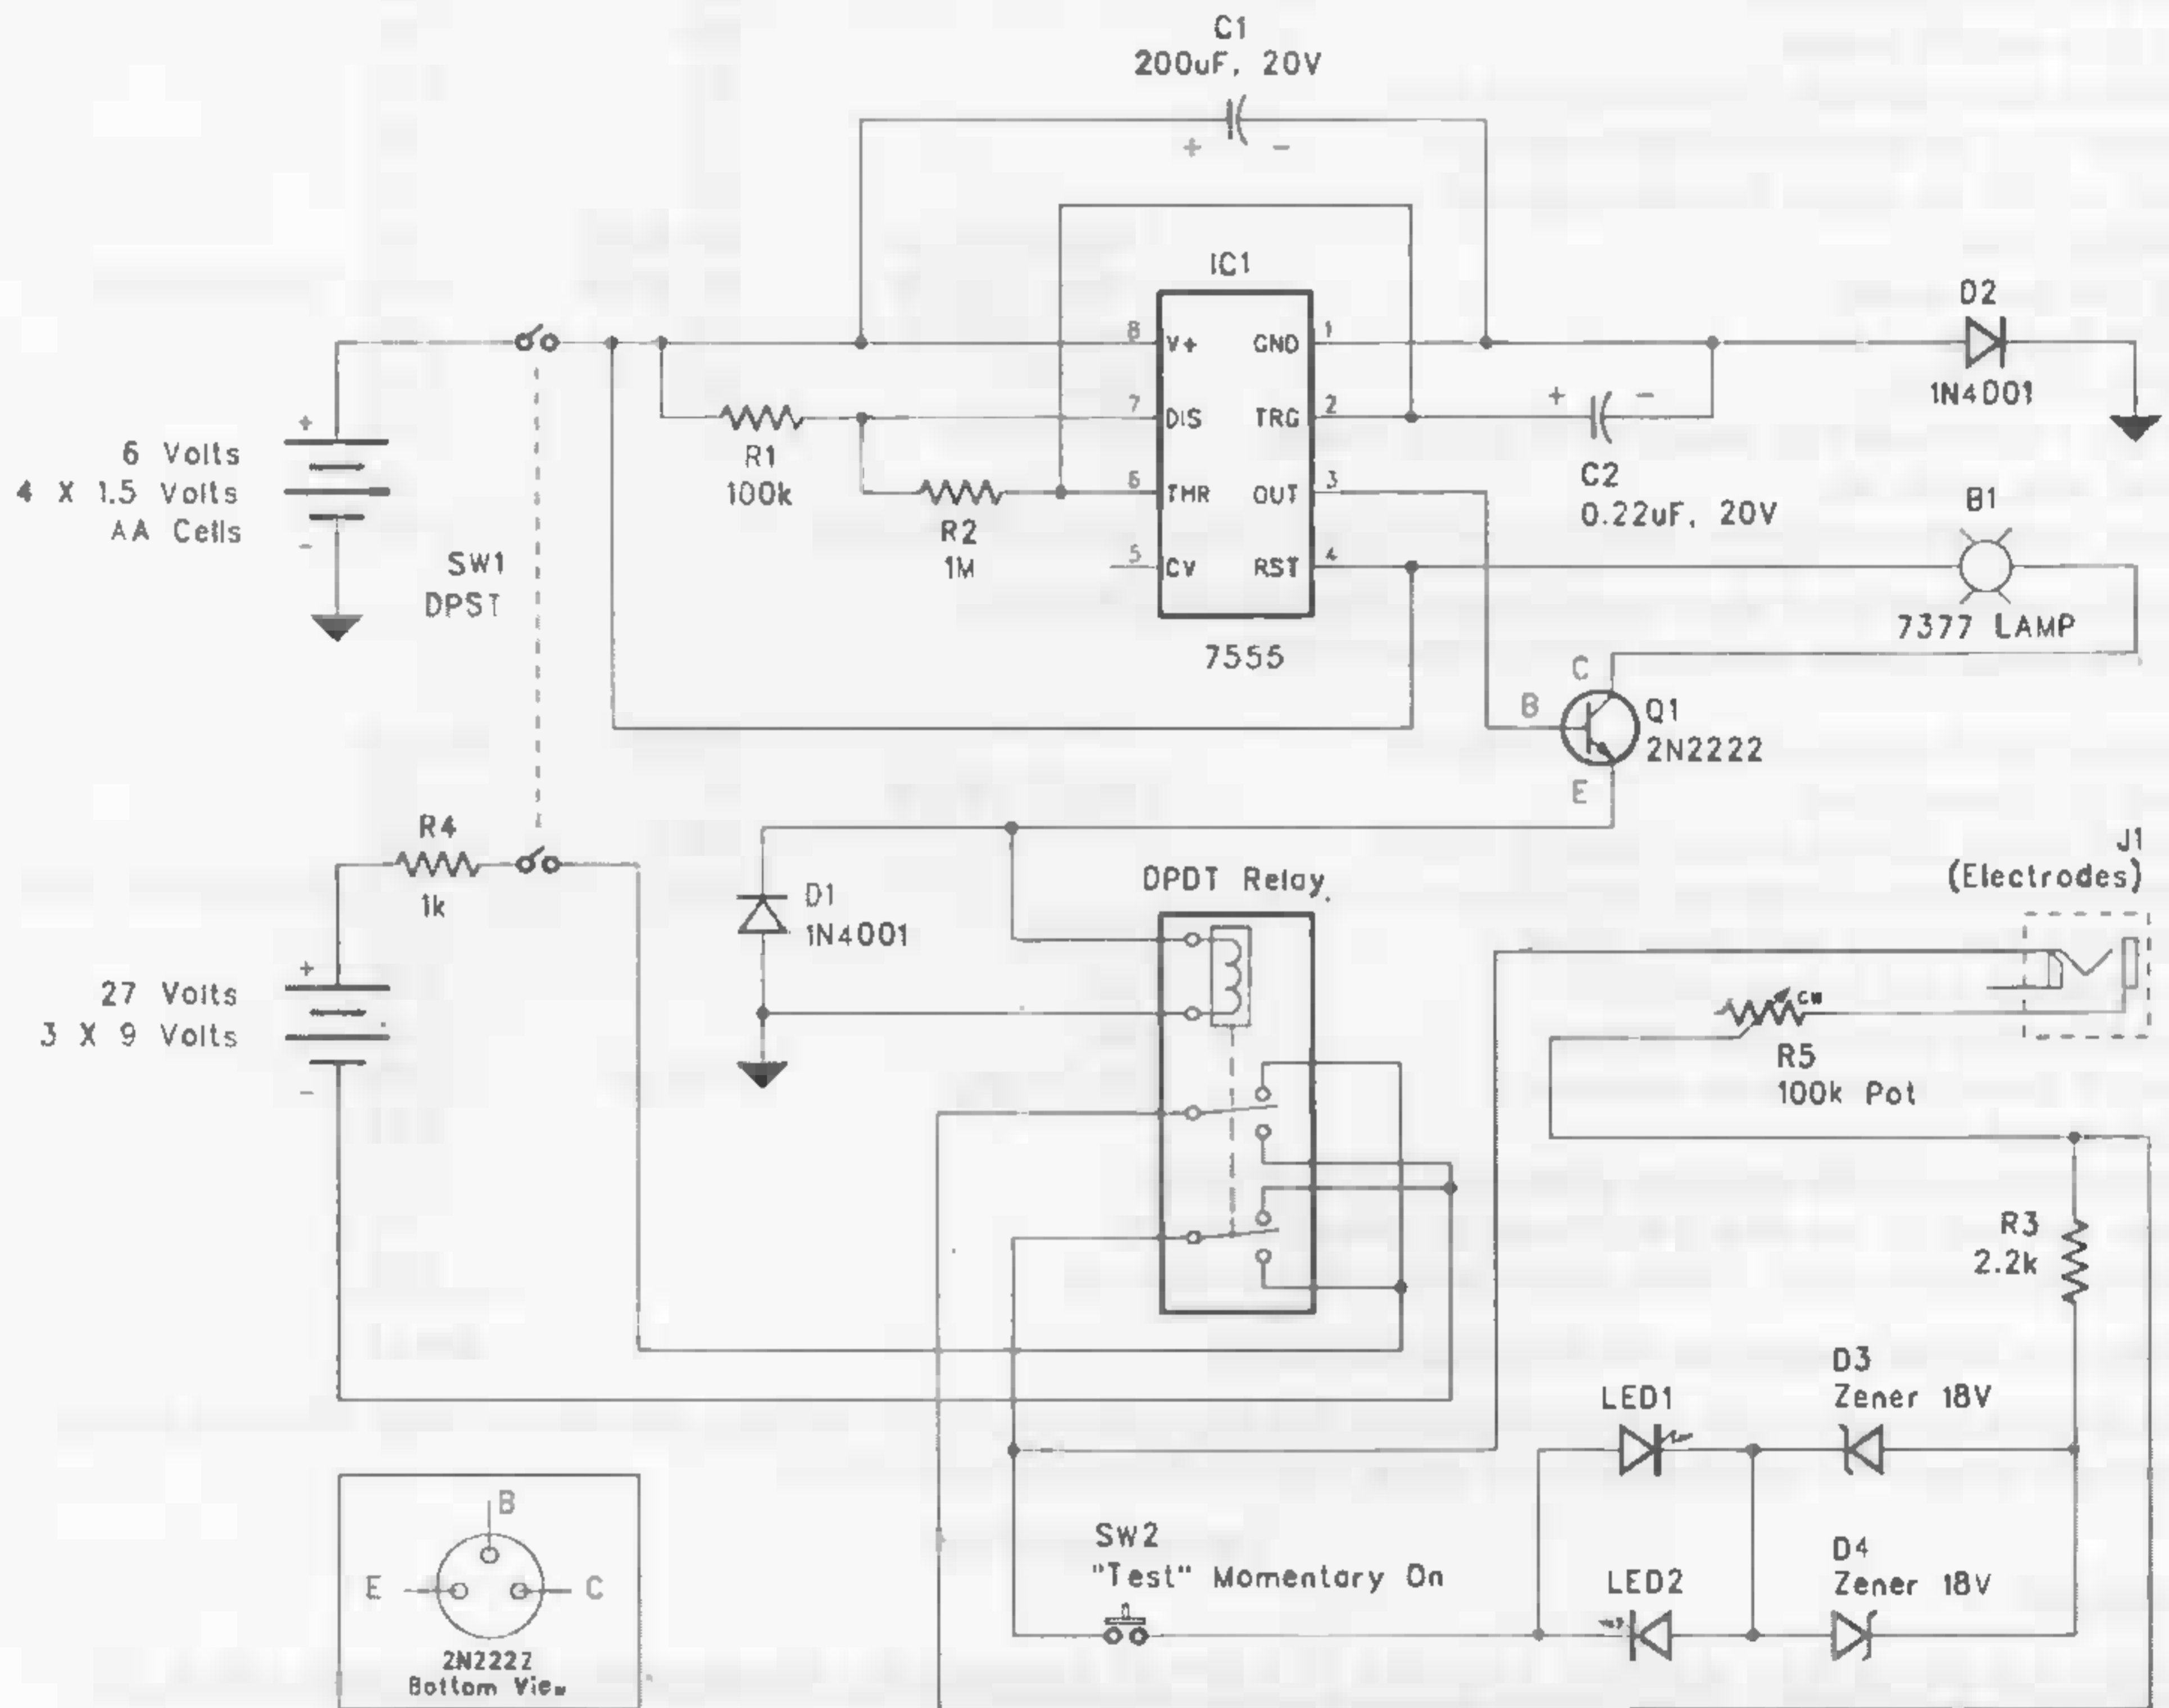 C1
200uF, 20V
+ -
IC1
8 V+ GND 1
7 DIS TRG 2
6 THR OUT 3
5 CV RST 4
7555
D2
1N4001
+ -
C2
0.22uF, 20V
B1
7377 LAMP
+
6 Volts
4 X 1.5 Volts
AA Cells
-
SW1
DPST
R1
100k
R2
1M
C
B
E
Q1
2N2222
R4
1k
+
27 Volts
3 X 9 Volts
-
D1
1N4001
DPDT Relay
J1
(Electrodes)
CW
R5
100k Pot
R3
2.2k
LED1
D3
Zener 18V
SW2
"Test" Momentary On
LED2
D4
Zener 18V
B
E C
2N2222
Bottom View